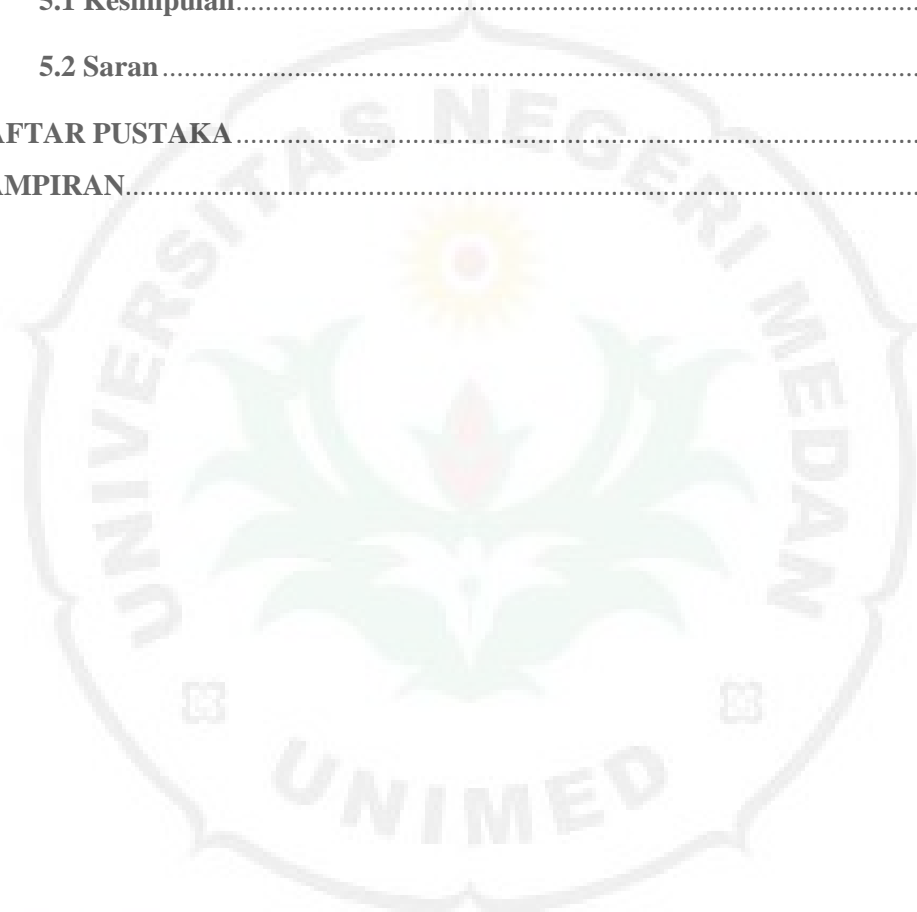 5.1 Kesimpulan........................................................................................
5.2 Saran..................................................................................................
AFTAR PUSTAKA........................................................................................
AMPIRAN.......................................................................................................
UNIVERSITAS NEGERI MEDAN
UNIMED